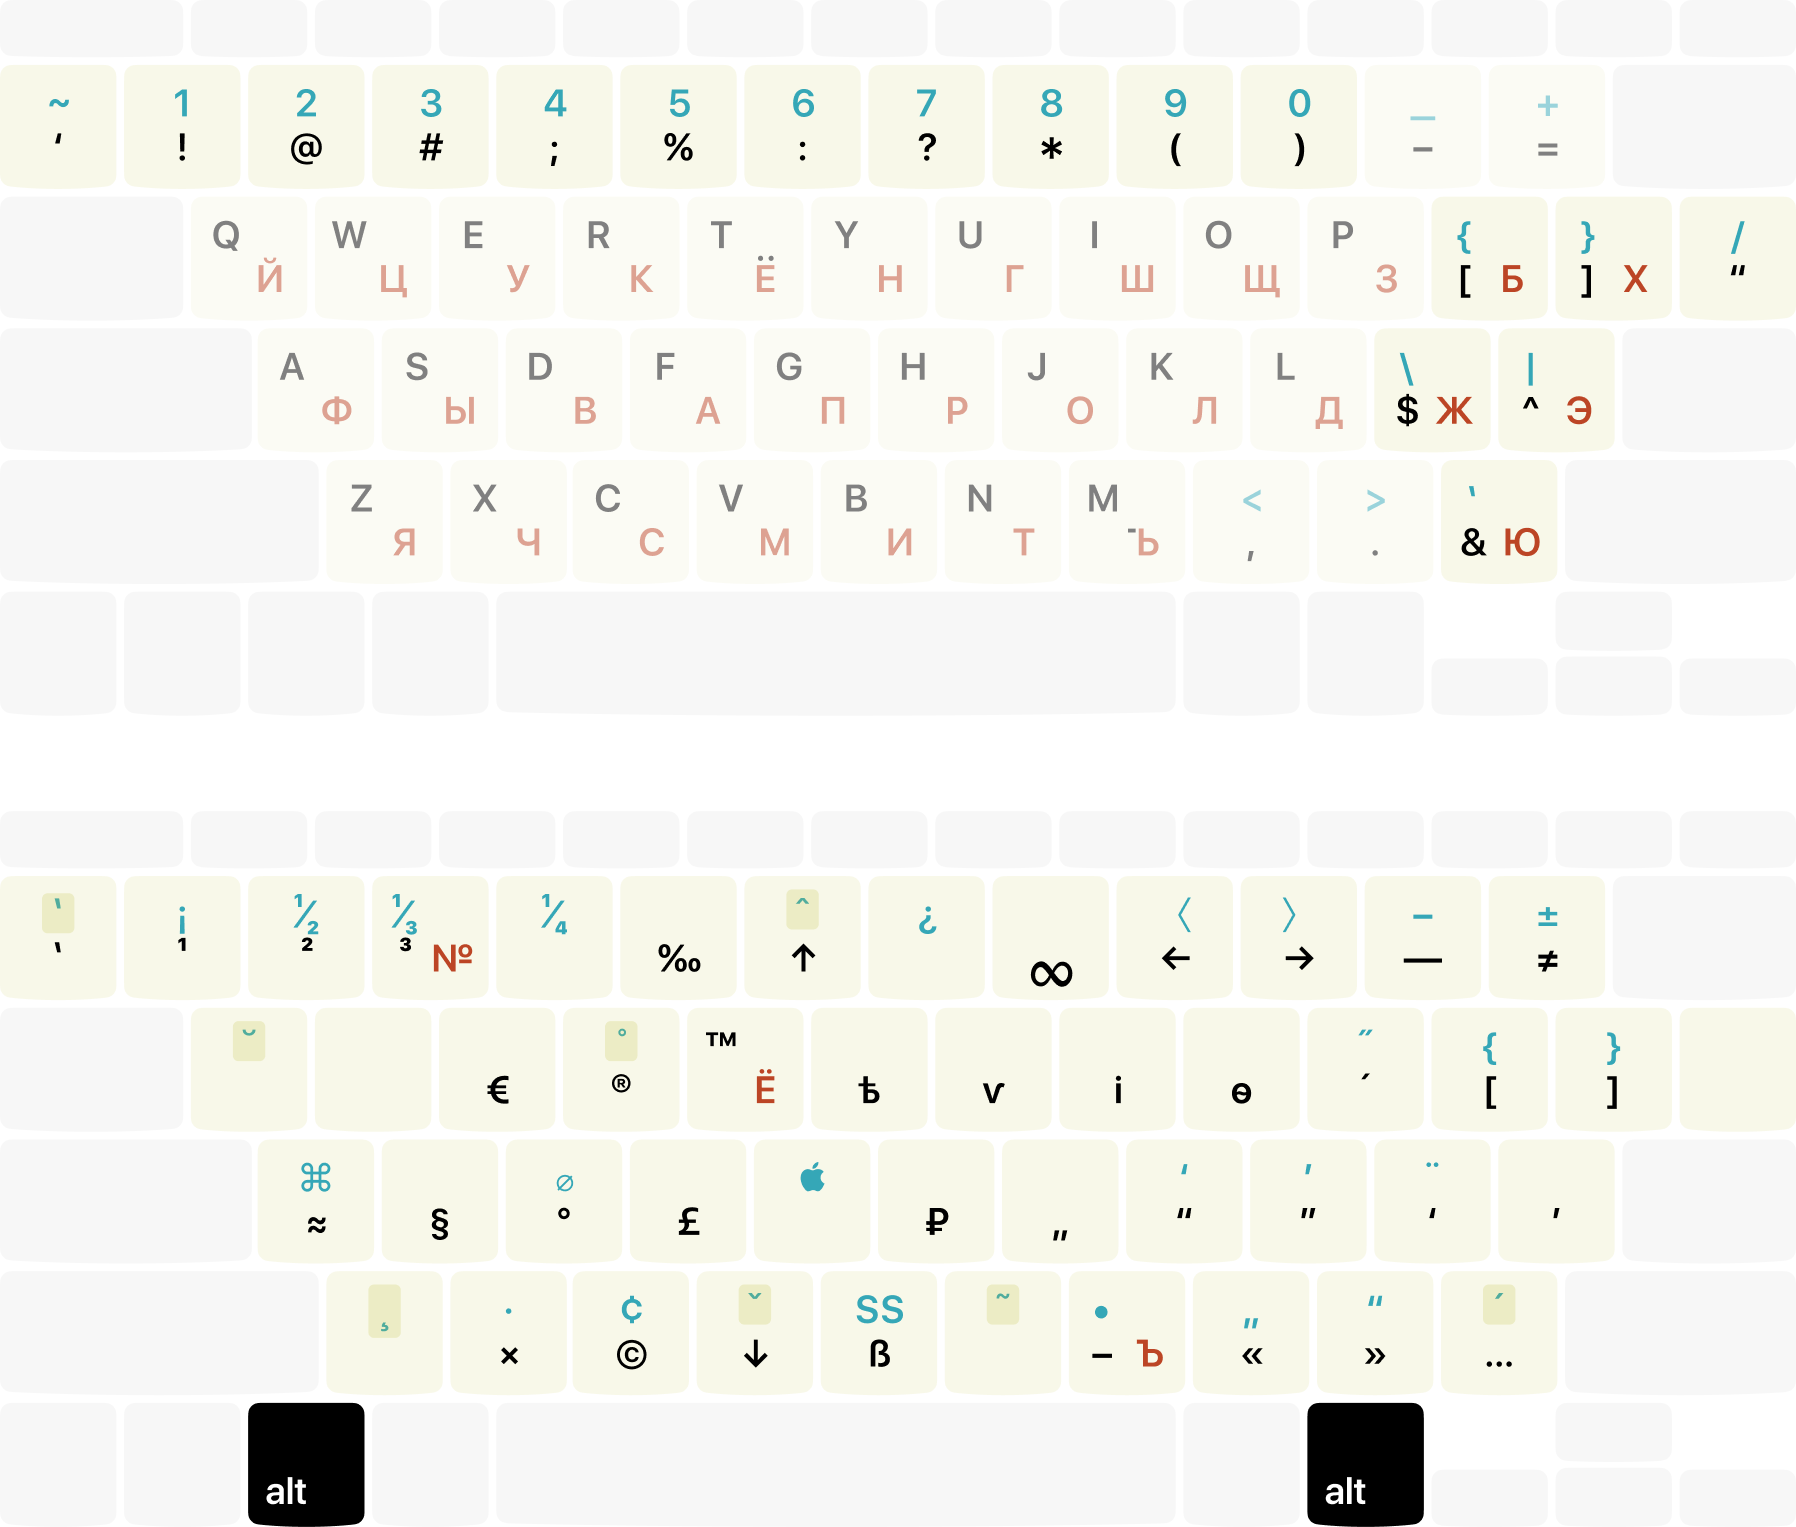 ~ 1 2 3 4 5 6 7 8 9 0 _ +
‘ ! @ # ; % : ? * ( ) − =
Q W E R T Y U I O P { } /
Й Ц У К Ё Н Г Ш Щ З [ Б ] Х “
A S D F G H J K L \ |
Ф Ы В А П Р О Л Д $ Ж ^ Э
Z X C V B N M < > ‛
Я Ч С М И Т Ъ , . & Ю
‛ ¡ ½ ⅓ ¼ ˆ ¿ 〈 〉 – ±
‛ ¹ ² ³ № ‰ ↑ ∞ ← → — ≠
˘ ˚ ™ ˝ { }
€ ® Ё ѣ ѵ і ѳ ´ [ ]
⌘ ⌀  ‘ ’ ¨
≈ § ° £ ₽ „ “ ” ‘ ’
¸ · ¢ ˇ SS ˜ • „ “ ´
× © ↓ ß – Ъ « » …
alt alt